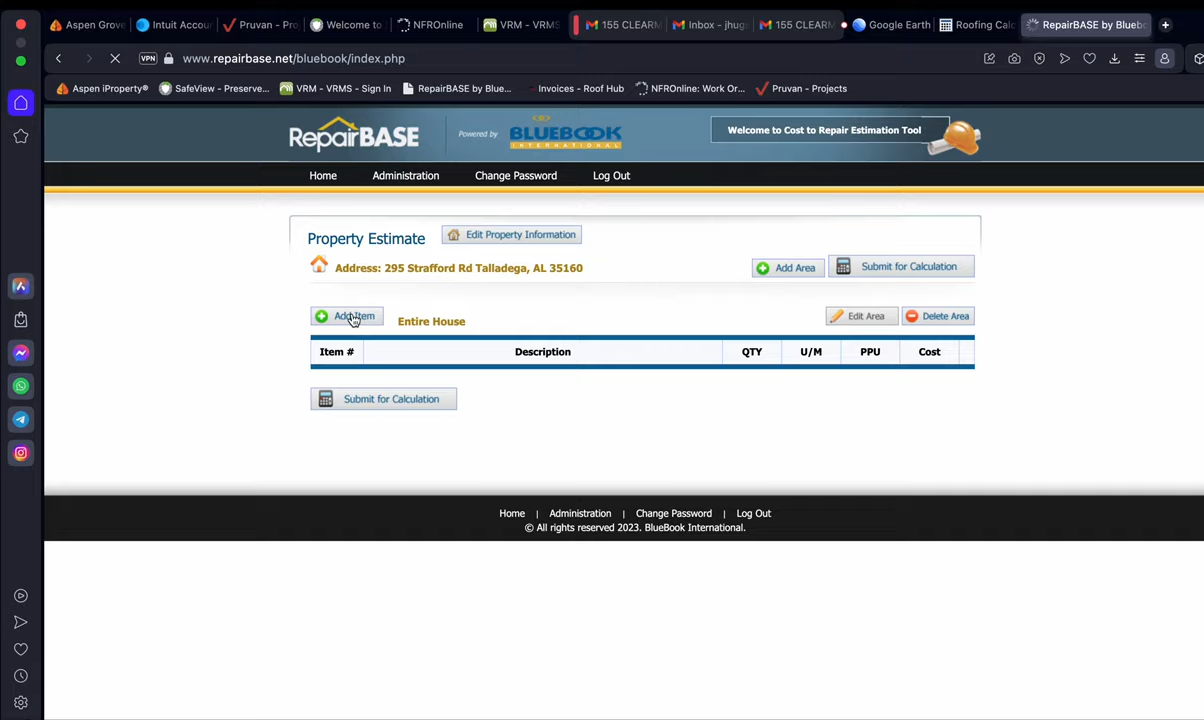 Aspen Grove
Intuit Accou
Pruvan - Pro
Welcome to
NFROnline
VRM - VRMS
155 CLEARM
Inbox - jhug
155 CLEARM
Google Earth
Roofing Calc
RepairBASE by Bluebo
VPN
www.repairbase.net/bluebook/index.php
Aspen iProperty®
SafeView - Preserve...
VRM - VRMS - Sign In
RepairBASE by Blue...
Invoices - Roof Hub
NFROnline: Work Or...
Pruvan - Projects
RepairBASE
Powered by
BLUEBOOK
INTERNATIONAL
Welcome to Cost to Repair Estimation Tool
Home
Administration
Change Password
Log Out
Property Estimate
Edit Property Information
Address: 295 Strafford Rd Talladega, AL 35160
Add Area
Submit for Calculation
Add Item
Entire House
Edit Area
Delete Area
Item #
Description
QTY
U/M
PPU
Cost
Submit for Calculation
Home | Administration | Change Password | Log Out
© All rights reserved 2023. BlueBook International.